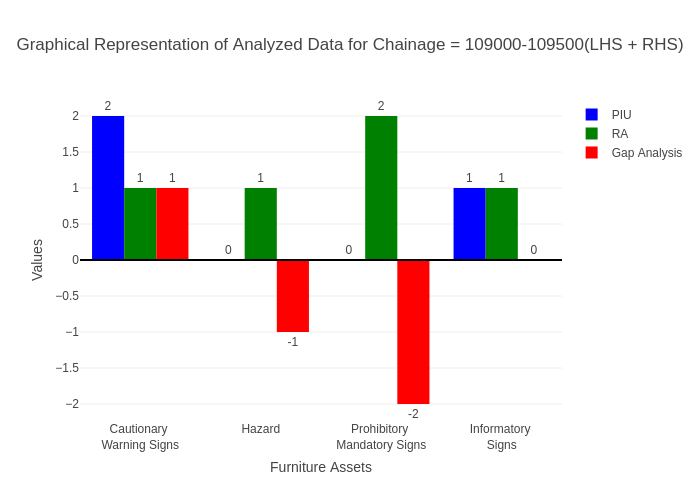 Graphical Representation of Analyzed Data for Chainage = 109000-109500(LHS + RHS)
PIU
RA
Gap Analysis
Values
2
1.5
1
0.5
0
−0.5
−1
−1.5
−2
2
1
1
0
1
-1
0
2
-2
1
1
0
Cautionary
Warning Signs
Hazard
Prohibitory
Mandatory Signs
Informatory
Signs
Furniture Assets